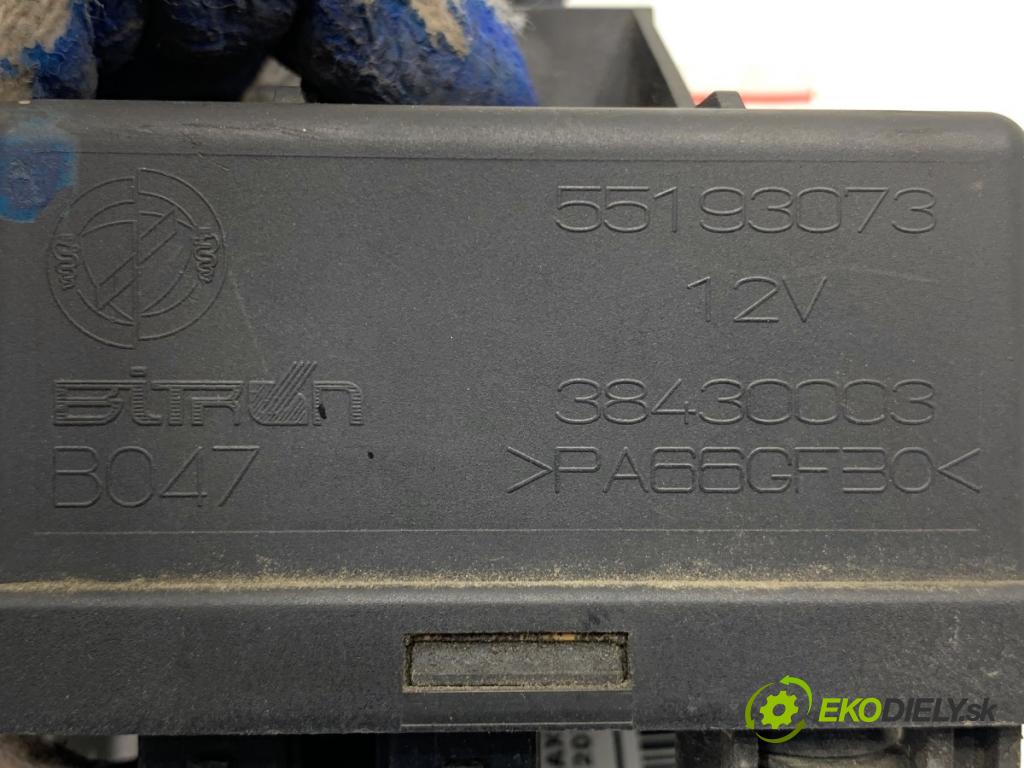 55193073
12V
BiTRON
38430003
B047
>PA66GF30<
EKODIELY.sk